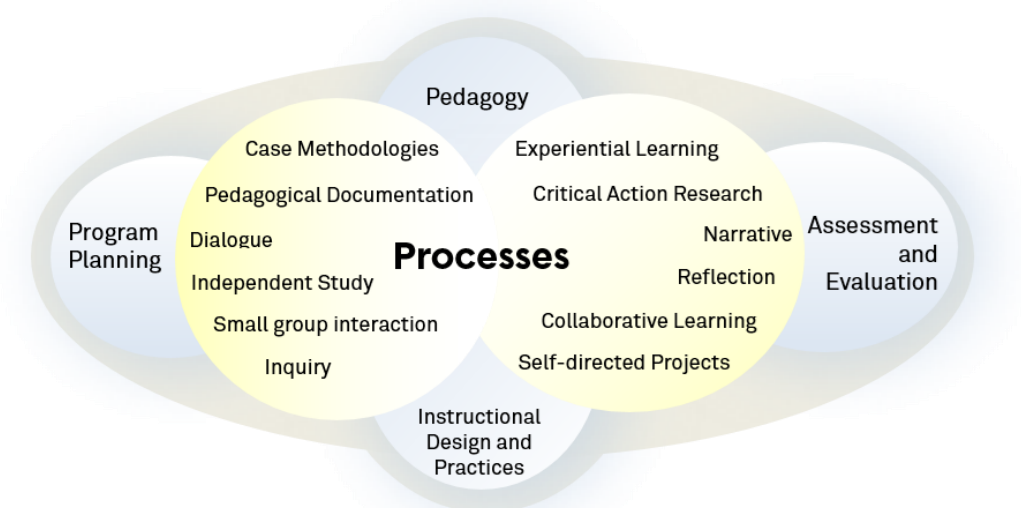 Pedagogy
Case Methodologies
Pedagogical Documentation
Dialogue
Independent Study
Small group interaction
Inquiry
Processes
Experiential Learning
Critical Action Research
Narrative
Reflection
Collaborative Learning
Self-directed Projects
Program
Planning
Assessment
and
Evaluation
Instructional
Design and
Practices